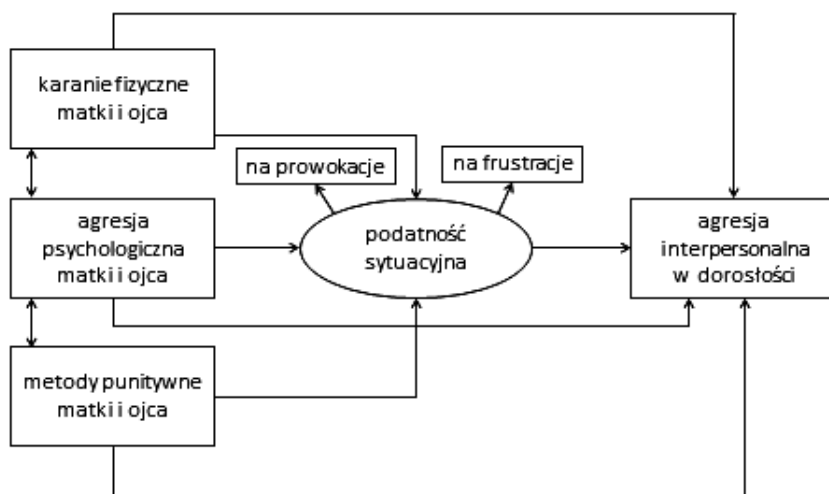 karanie fizyczne
matki i ojca
na prowokacje
na frustracje
agresja
psychologiczna
matki i ojca
podatność
sytuacyjna
agresja
interpersonalna
w dorosłości
metody punitywne
matki i ojca